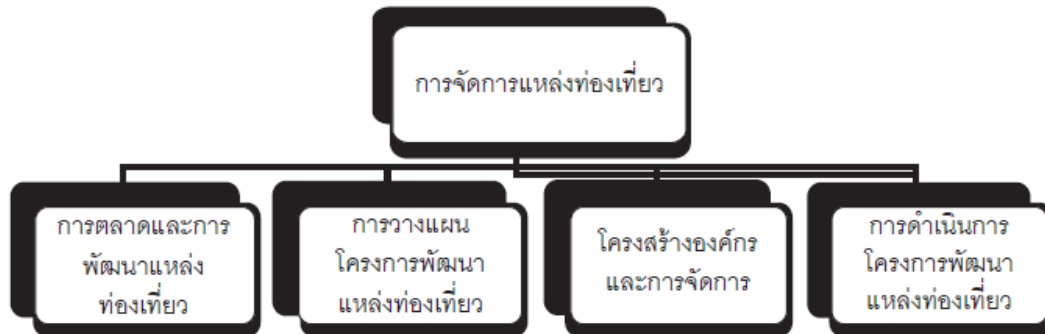 การจัดการแหล่งท่องเที่ยว
การตลาดและการ
พัฒนาแหล่ง
ท่องเที่ยว
การวางแผน
โครงการพัฒนา
แหล่งท่องเที่ยว
โครงสร้างองค์กร
และการจัดการ
การดำเนินการ
โครงการพัฒนา
แหล่งท่องเที่ยว